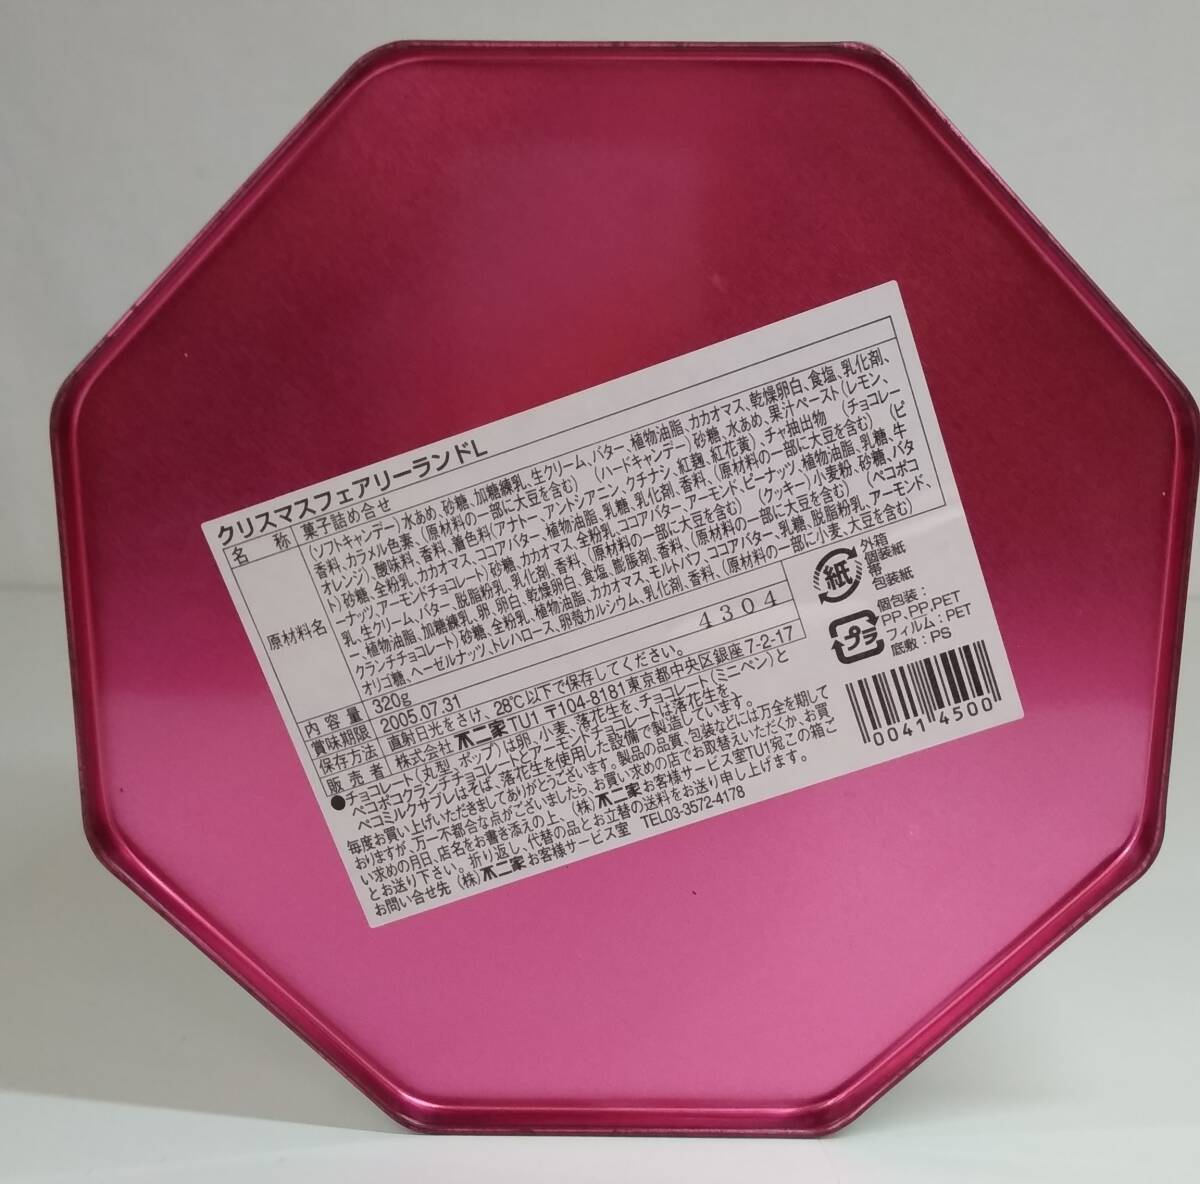 クリスマスフェアリーランドL
名 称 菓子詰め合せ
原材料名 (ソフトキャンデー)水あめ、砂糖、加糖練乳、生クリーム、バター、植物油脂、カカオマス、乾燥卵白、食塩、乳化剤、
香料、カラメル色素(原材料の一部に大豆を含む) (ハードキャンデー)砂糖、水あめ、果汁ペースト(レモン、
オレンジ)、酸味料、香料、着色料(アナトー、アントシアニン、クチナシ、紅麹、紅花黄)、チャ抽出物 (チョコレー
ト)砂糖、全粉乳、カカオマス、ココアバター、植物油脂、乳糖、乳化剤、香料、(原材料の一部に大豆を含む) (ピ
ーナッツ、アーモンドチョコレート)砂糖、カカオマス、全粉乳、ココアバター、アーモンド、ピーナッツ、植物油脂、乳糖、生
乳、生クリーム、バター、脱脂粉乳、乳化剤、香料、(原材料の一部に大豆を含む) (クッキー)小麦粉、砂糖、バタ
ー、植物油脂、加糖練乳、卵、卵白、乾燥卵白、食塩、膨脹剤、香料、(原材料の一部に大豆を含む) (ペコポコ
クランチチョコレート)砂糖、全粉乳、植物油脂、カカオマス、モルトパフ、ココアバター、乳糖、脱脂粉乳、アーモンド、
オリゴ糖、ヘーゼルナッツ、トレハロース、卵殻カルシウム、乳化剤、香料、(原材料の一部に小麦、大豆を含む)
内容量 320g
4304
賞味期限 2005.07.31
保存方法 直射日光をさけ、28℃以下で保存してください。
販売者 株式会社 不二家 TU1 〒104-8181東京都中央区銀座7-2-17
●チョコレート(丸型、ポップ)は卵、小麦、落花生を、チョコレート(ミニペン)と
ペコポコクランチチョコレートとアーモンドチョコレートは落花生を、
ペコミルクサブレはそば、落花生を使用した設備で製造しています。
毎度お買い上げいただきましてありがとうございます。製品の品質、包装などには万全を期して
おりますが、万一不都合な点がございましたら、お買い求めの店でお取替えいただくか、お買
い求めの月日、店名をお書き添えの上、(株)不二家お客様サービス室TU1宛この箱ご
とお送り下さい。折り返し、代替の品とお立替の送料をお送り申し上げます。
お問い合せ先 (株)不二家お客様サービス室 TEL03-3572-4178
紙
外箱
個装紙
帯
包装紙
プラ
個包装:
PP、PP,PET
フィルム:PET
底敷:PS
0041 4500